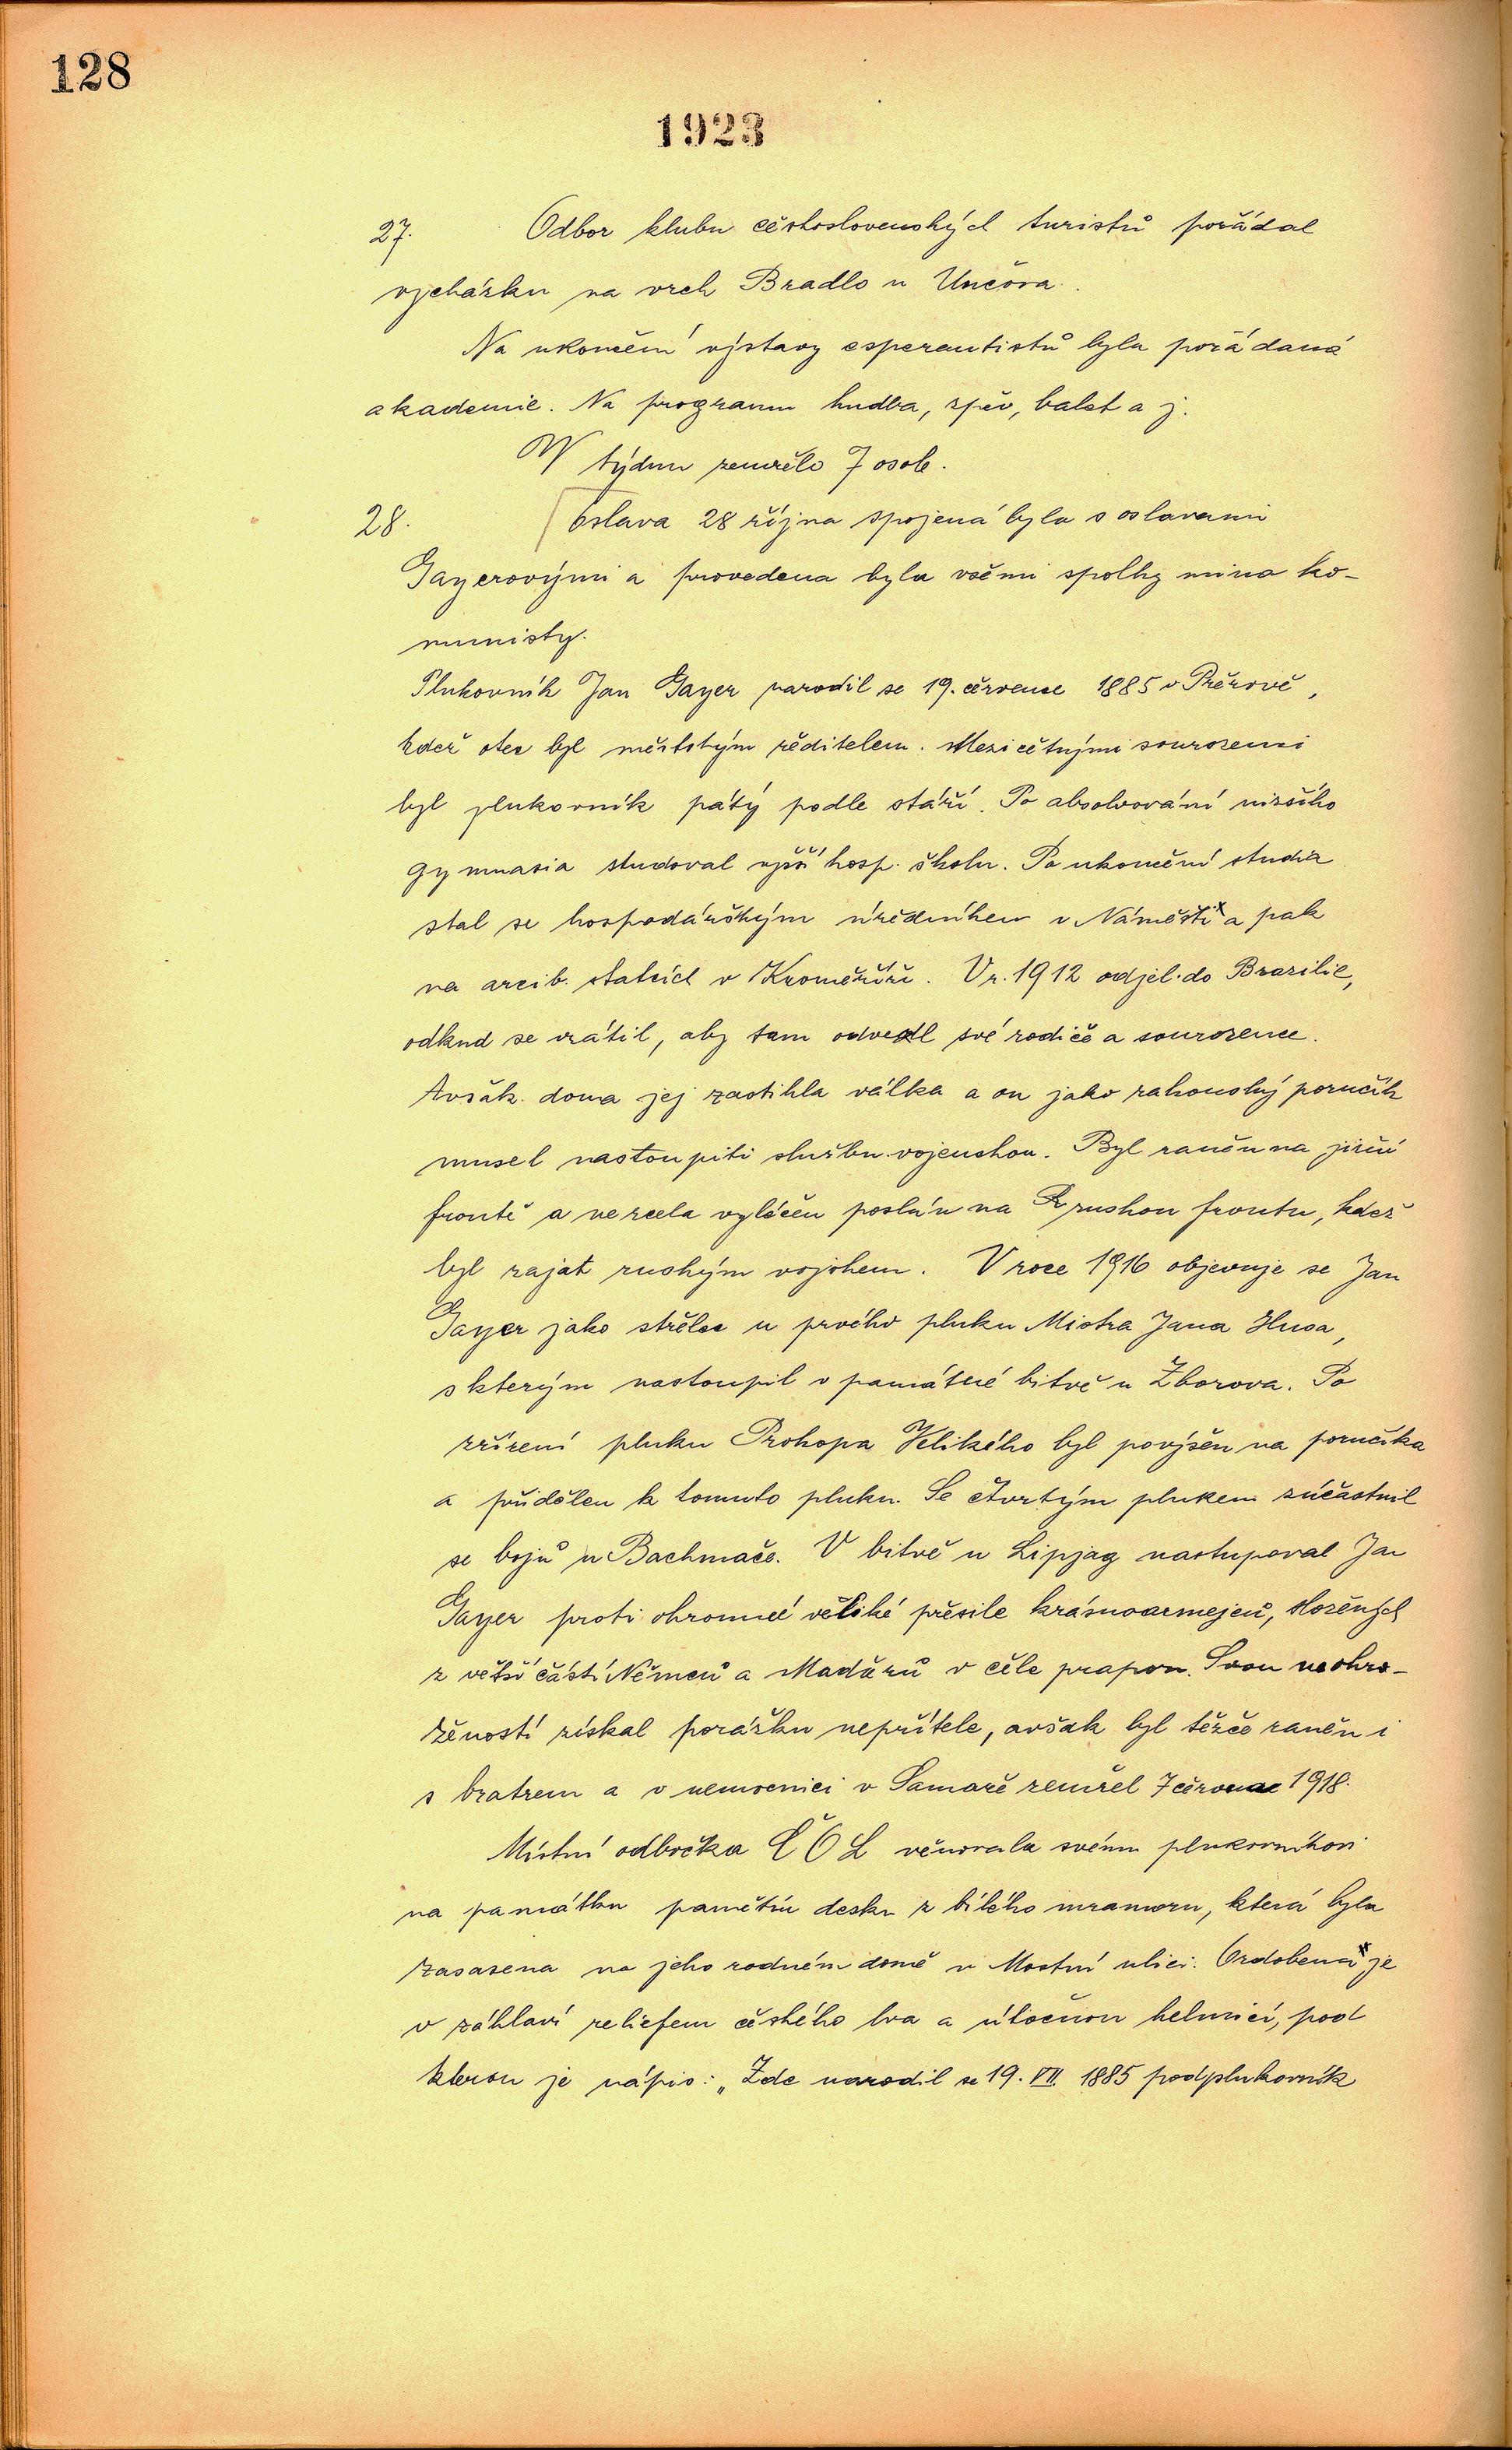 128
1923
27. Odbor klubu československých turistů pořádal
vycházku na vrch Bradlo u Unčova.
Na ukončení výstavy esperantistů byla pořádaná
akademie. Na programu hudba, zpěv, balet a j.
V týdnu zemřelo 7 osob.
28. Oslava 28 října spojená byla s oslavami
Gayerovými a provedena byla všemi spolky mimo ko-
munisty.
Plukovník Jan Gayer narodil se 19. července 1885 v Přerově,
kdež otec byl městským ředitelem. Mezi četnými sourozenci
byl plukovník pátý podle stáří. Po absolvování nižšího
gymnasia studoval vyšší hosp. školu. Po ukončení studia
stal se hospodářským úředníkem v Náměšti x a pak
na arcib. statcích v Kroměříži. V r. 1912 odjel do Brazilie,
odkud se vrátil, aby tam odvedl své rodiče a sourozence.
Avšak doma jej zastihla válka a on jako rakouský poručík
musel nastoupiti službu vojenskou. Byl raněn na jižní
frontě a nezcela vyléčen poslán na ruskou frontu, kdež
byl zajat ruským vojskem. V roce 1916 objevuje se Jan
Gayer jako střelec u prvého pluku Mistra Jana Husa,
s kterým nastoupil v památné bitvě u Zborova. Po
zřízení pluku Prokopa Velikého byl povýšen na poručíka
a přidělen k tomuto pluku. Se čtvrtým plukem súčastnil
se bojů u Bachmače. V bitvě u Lipjag nastupoval Jan
Gayer proti ohromné veliké přesile krásnoarmejců, složených
z větší částí Němců a Maďarů v čele praporu. Svou neohro-
ženosti získal porážku nepřítele, avšak byl těžce raněn i
s bratrem a v nemocnici v Samaře zemřel 7 června 1918.
Místní odbočka ČOL věnovala svému plukovníkovi
na památku pamětní desku z bílého mramoru, která byla
zasazena na jeho rodném domě v Mostní ulici. Ozdobena x je
v záhlaví reliefem českého lva a útočnou helmicí, pod
kterou je nápis: „Zde narodil se 19. VII. 1885 podplukovník